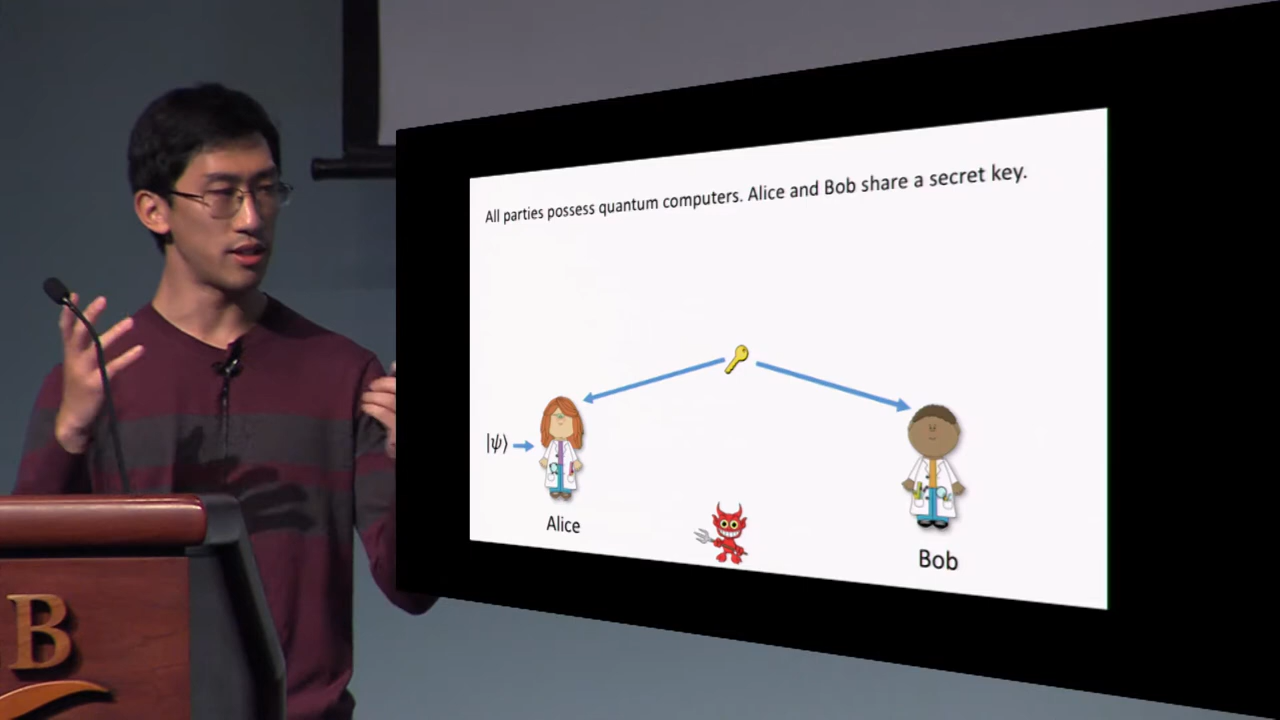 All parties possess quantum computers. Alice and Bob share a secret key.
|ψ⟩
Alice
Bob
B